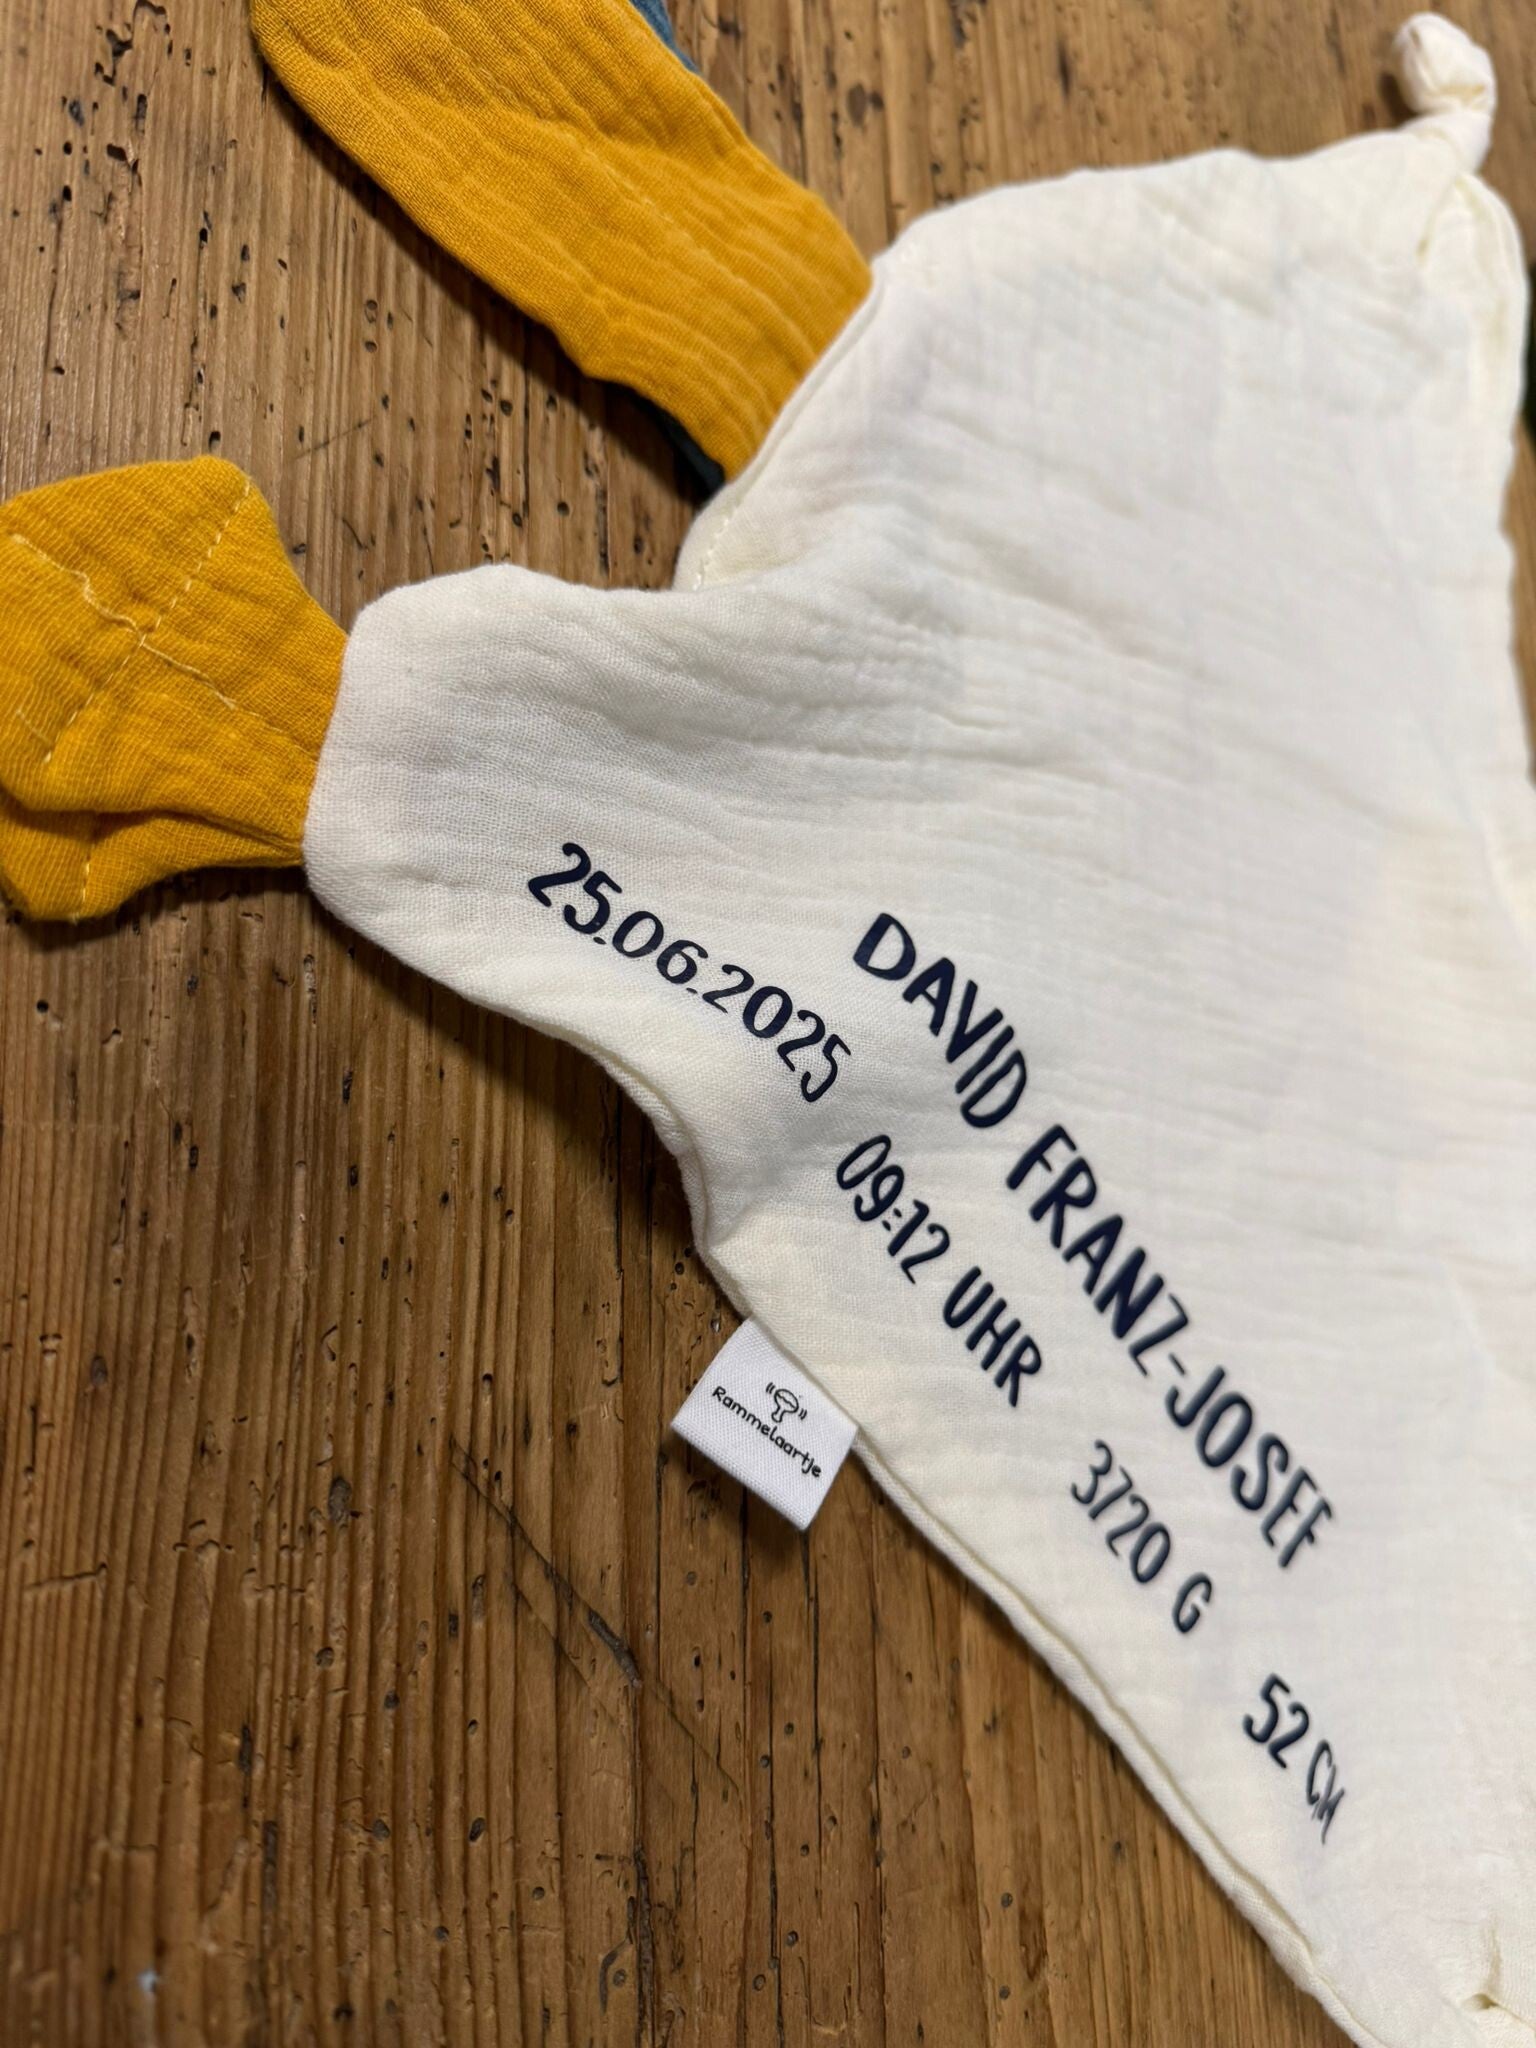 DAVID FRANZ-JOSEF
25.06.2025 09:12 UHR 3720 G 52 CM
Rammelaartje